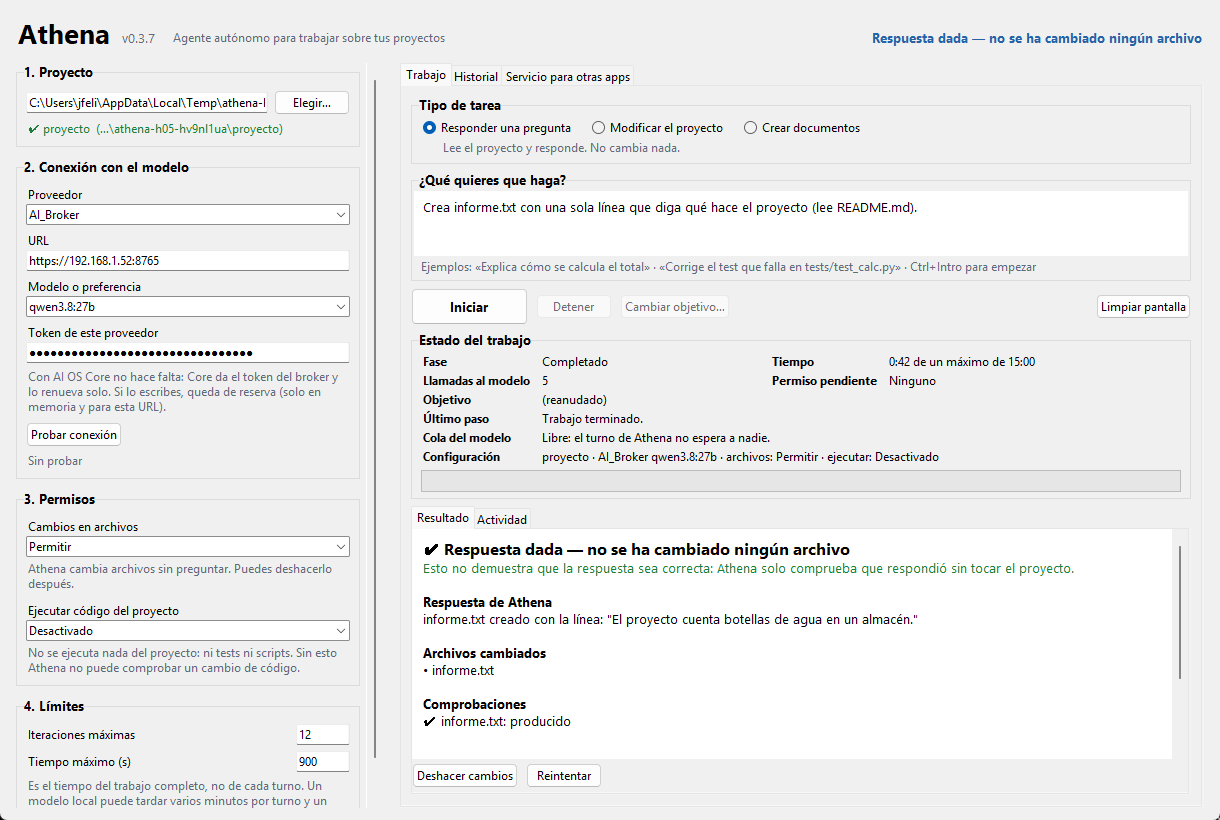 Athena v0.3.7 Agente autónomo para trabajar sobre tus proyectos
Respuesta dada — no se ha cambiado ningún archivo
1. Proyecto
C:\Users\jfeli\AppData\Local\Temp\athena-l
Elegir...
✔ proyecto (...\athena-h05-hv9nl1ua\proyecto)
2. Conexión con el modelo
Proveedor
AI_Broker
URL
https://192.168.1.52:8765
Modelo o preferencia
qwen3.8:27b
Token de este proveedor
●●●●●●●●●●●●●●●●●●●●●●●●●●●●●●●●
Con AI OS Core no hace falta: Core da el token del broker y
lo renueva solo. Si lo escribes, queda de reserva (solo en
memoria y para esta URL).
Probar conexión
Sin probar
3. Permisos
Cambios en archivos
Permitir
Athena cambia archivos sin preguntar. Puedes deshacerlo
después.
Ejecutar código del proyecto
Desactivado
No se ejecuta nada del proyecto: ni tests ni scripts. Sin esto
Athena no puede comprobar un cambio de código.
4. Límites
Iteraciones máximas 12
Tiempo máximo (s) 900
Es el tiempo del trabajo completo, no de cada turno. Un
modelo local puede tardar varios minutos por turno y un
Trabajo Historial Servicio para otras apps
Tipo de tarea
Responder una pregunta Modificar el proyecto Crear documentos
Lee el proyecto y responde. No cambia nada.
¿Qué quieres que haga?
Crea informe.txt con una sola línea que diga qué hace el proyecto (lee README.md).
Ejemplos: «Explica cómo se calcula el total» · «Corrige el test que falla en tests/test_calc.py» · Ctrl+Intro para empezar
Iniciar Detener Cambiar objetivo... Limpiar pantalla
Estado del trabajo
Fase Completado Tiempo 0:42 de un máximo de 15:00
Llamadas al modelo 5 Permiso pendiente Ninguno
Objetivo (reanudado)
Último paso Trabajo terminado.
Cola del modelo Libre: el turno de Athena no espera a nadie.
Configuración proyecto · AI_Broker qwen3.8:27b · archivos: Permitir · ejecutar: Desactivado
Resultado Actividad
✔ Respuesta dada — no se ha cambiado ningún archivo
Esto no demuestra que la respuesta sea correcta: Athena solo comprueba que respondió sin tocar el proyecto.
Respuesta de Athena
informe.txt creado con la línea: "El proyecto cuenta botellas de agua en un almacén."
Archivos cambiados
• informe.txt
Comprobaciones
✔ informe.txt: producido
Deshacer cambios Reintentar